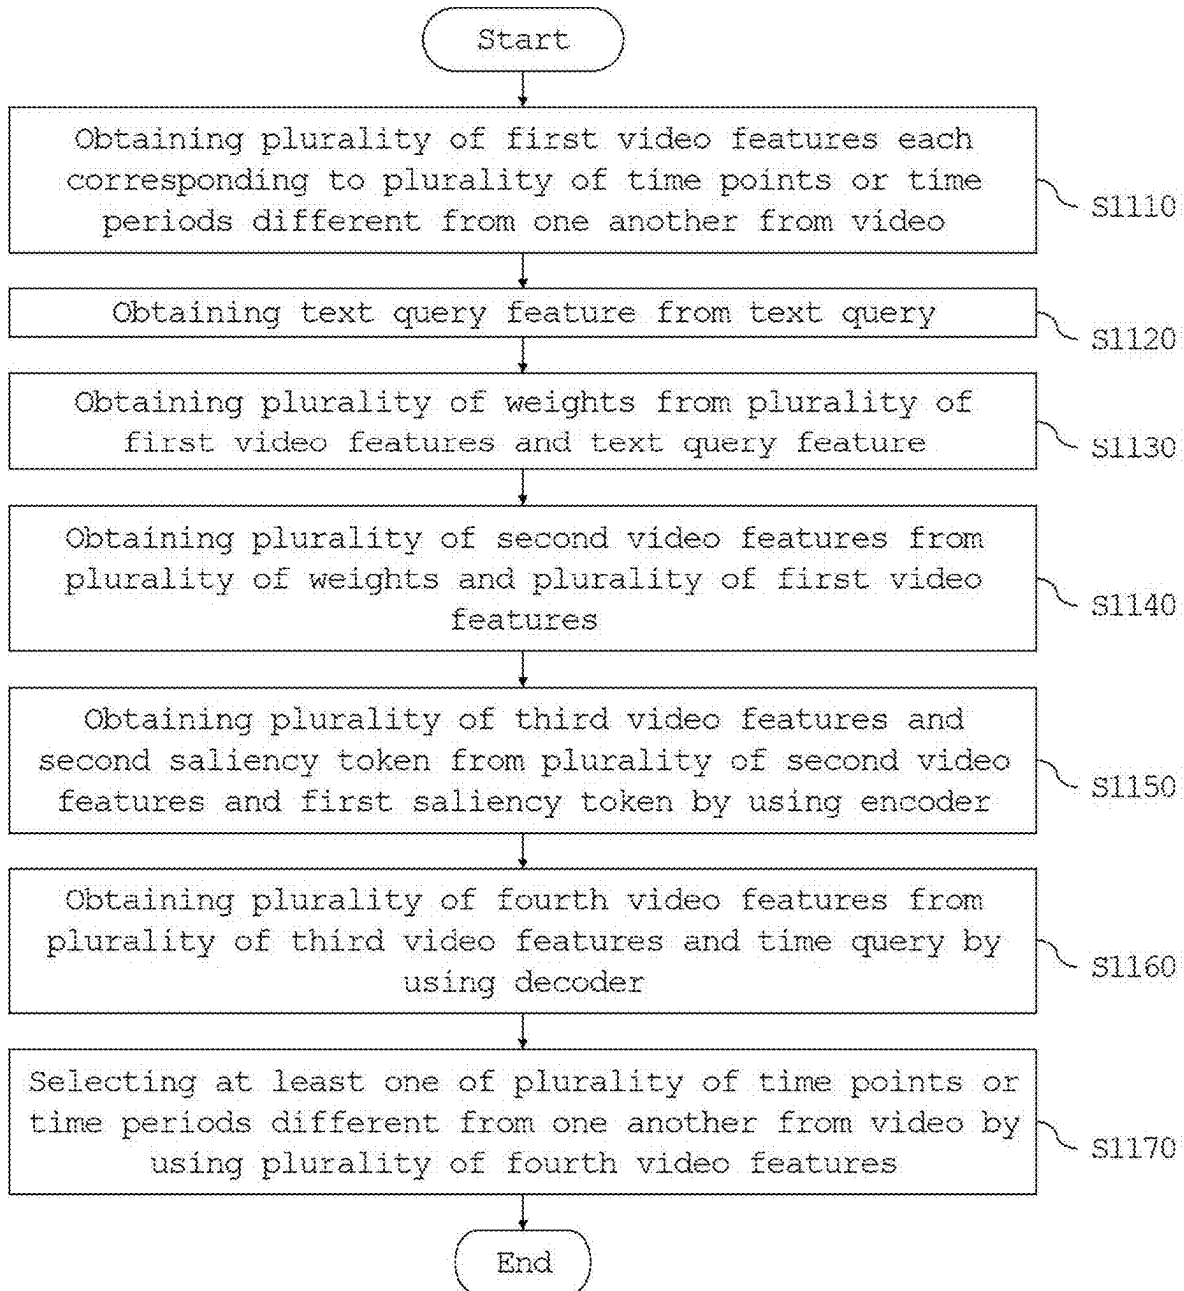 Start
Obtaining plurality of first video features each
corresponding to plurality of time points or time
periods different from one another from video
S1110
Obtaining text query feature from text query
S1120
Obtaining plurality of weights from plurality of
first video features and text query feature
S1130
Obtaining plurality of second video features from
plurality of weights and plurality of first video
features
S1140
Obtaining plurality of third video features and
second saliency token from plurality of second video
features and first saliency token by using encoder
S1150
Obtaining plurality of fourth video features from
plurality of third video features and time query by
using decoder
S1160
Selecting at least one of plurality of time points or
time periods different from one another from video by
using plurality of fourth video features
S1170
End